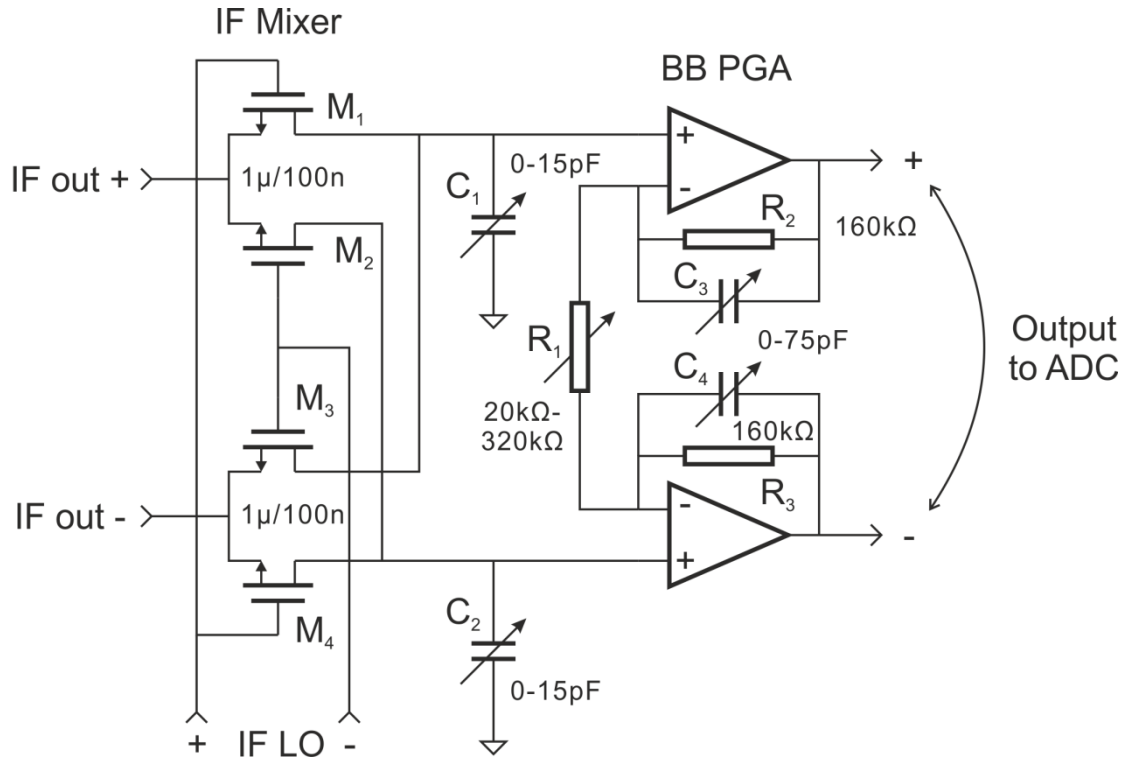 IF Mixer
BB PGA
M1
IF out +
1μ/100n
M2
C1
0-15pF
+
-
R2
160kΩ
C3
0-75pF
+
R1
20kΩ-
320kΩ
Output
to ADC
M3
C4
160kΩ
R3
IF out -
1μ/100n
M4
-
+
-
C2
0-15pF
+ IF LO -